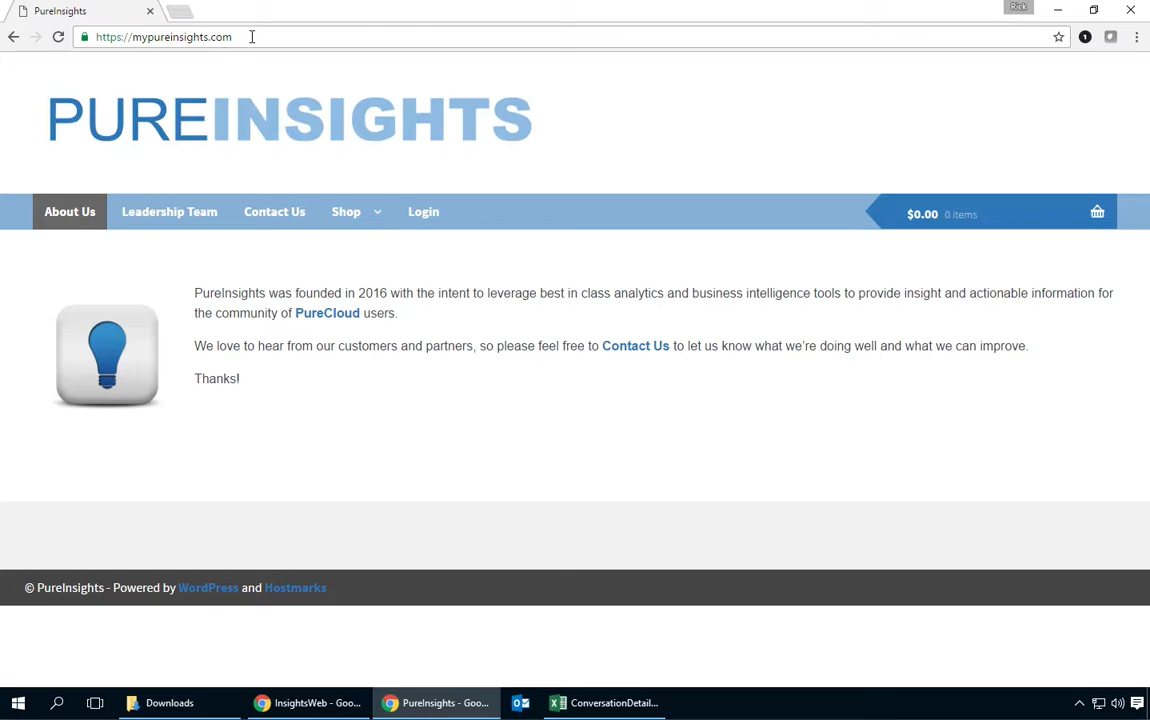 PureInsights
Rick
https://mypureinsights.com
PUREINSIGHTS
About Us Leadership Team Contact Us Shop Login $0.00 0 items
PureInsights was founded in 2016 with the intent to leverage best in class analytics and business intelligence tools to provide insight and actionable information for
the community of PureCloud users.
We love to hear from our customers and partners, so please feel free to Contact Us to let us know what we're doing well and what we can improve.
Thanks!
© PureInsights - Powered by WordPress and Hostmarks
Downloads InsightsWeb - Goo... PureInsights - Goo... ConversationDetail...